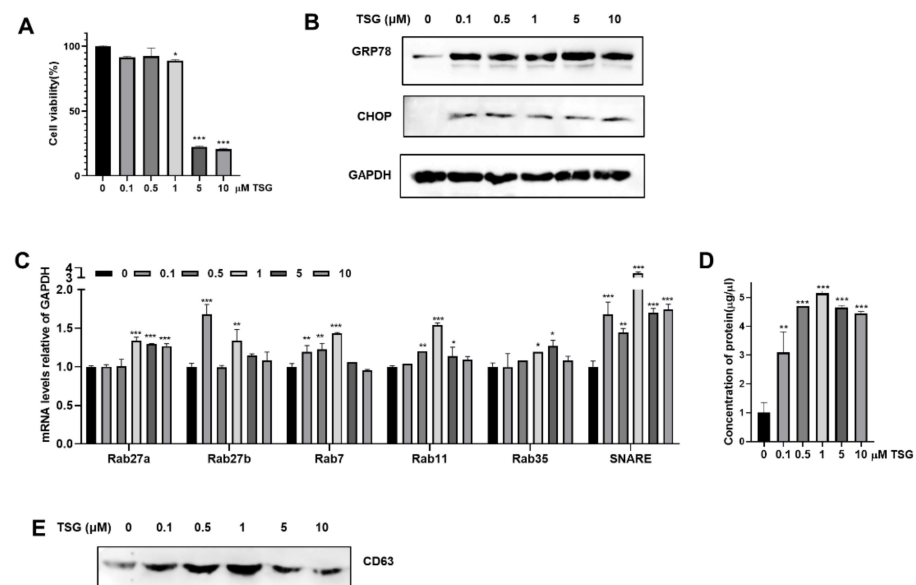 A
Cell viability(%)
100
50
0
*
***
***
0 0.1 0.5 1 5 10 μM TSG
B
TSG (μM) 0 0.1 0.5 1 5 10
GRP78
CHOP
GAPDH
C
mRNA levels relative of GAPDH
4
3
2.0
1.5
1.0
0.5
0.0
0 0.1 0.5 1 5 10
*** *** ***
*** **
** ** ***
** *** *
* *
*** ** *** *** ***
Rab27a Rab27b Rab7 Rab11 Rab35 SNARE
D
Concentration of protein(μg/μl)
5
4
3
2
1
0
** *** *** *** ***
0 0.1 0.5 1 5 10 μM TSG
E
TSG (μM) 0 0.1 0.5 1 5 10
CD63